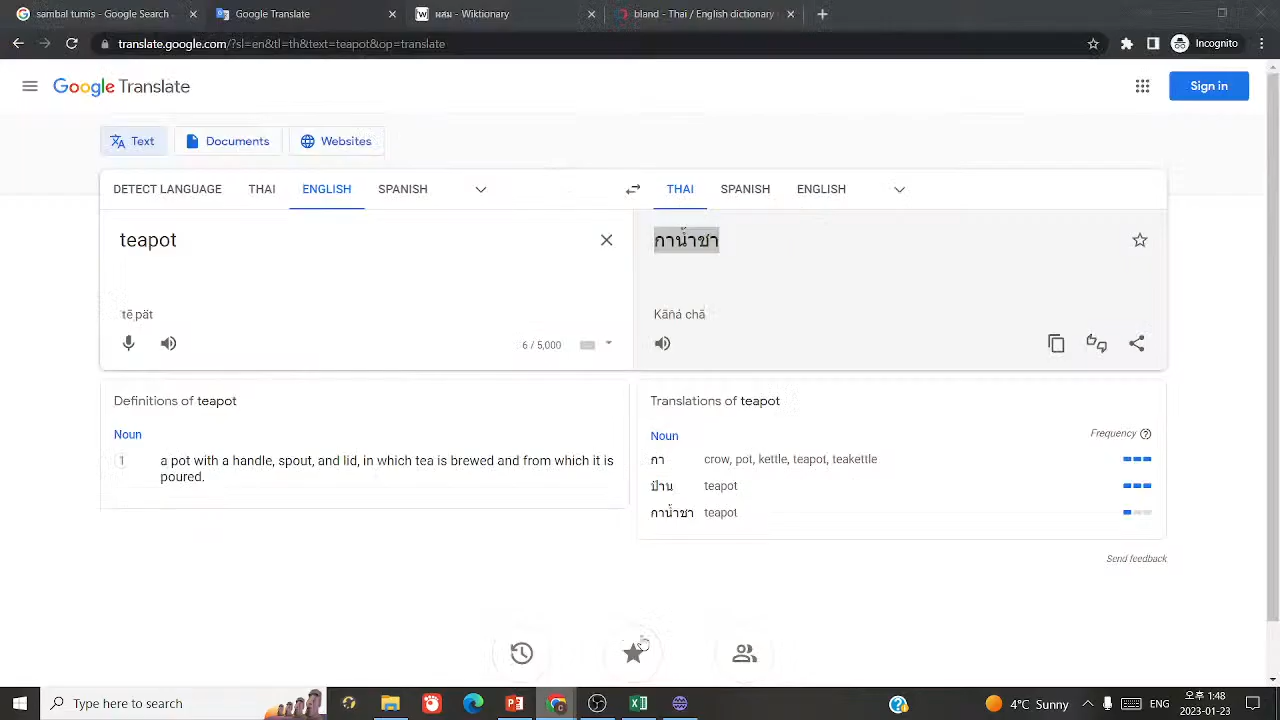 sambal tums - Google Search
Google Translate
ผสม - Wiktionary
bland - Thai / English dictionary
translate.google.com/?sl=en&tl=th&text=teapot&op=translate
Incognito
Google Translate
Sign in
Text
Documents
Websites
DETECT LANGUAGE THAI ENGLISH SPANISH
THAI SPANISH ENGLISH
teapot
กาน้ำชา
tē pät
Kāńả chā
6 / 5,000
Definitions of teapot
Noun
1 a pot with a handle, spout, and lid, in which tea is brewed and from which it is
poured.
Translations of teapot
Noun Frequency
กา crow, pot, kettle, teapot, teakettle
ป้าน teapot
กาน้ำชา teapot
Send feedback
Type here to search
4°C Sunny
ENG
오후 1:48
2023-01-23